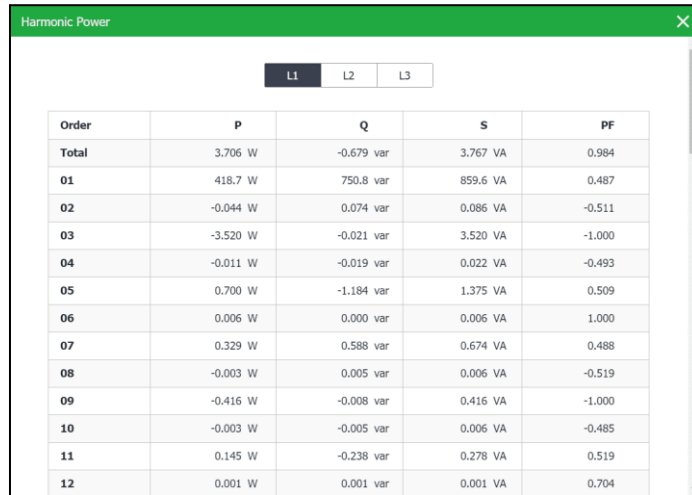 Harmonic Power
L1 L2 L3
Order P Q S PF
Total 3.706 W -0.679 var 3.767 VA 0.984
01 418.7 W 750.8 var 859.6 VA 0.487
02 -0.044 W 0.074 var 0.086 VA -0.511
03 -3.520 W -0.021 var 3.520 VA -1.000
04 -0.011 W -0.019 var 0.022 VA -0.493
05 0.700 W -1.184 var 1.375 VA 0.509
06 0.006 W 0.000 var 0.006 VA 1.000
07 0.329 W 0.588 var 0.674 VA 0.488
08 -0.003 W 0.005 var 0.006 VA -0.519
09 -0.416 W -0.008 var 0.416 VA -1.000
10 -0.003 W -0.005 var 0.006 VA -0.485
11 0.145 W -0.238 var 0.278 VA 0.519
12 0.001 W 0.001 var 0.001 VA 0.704